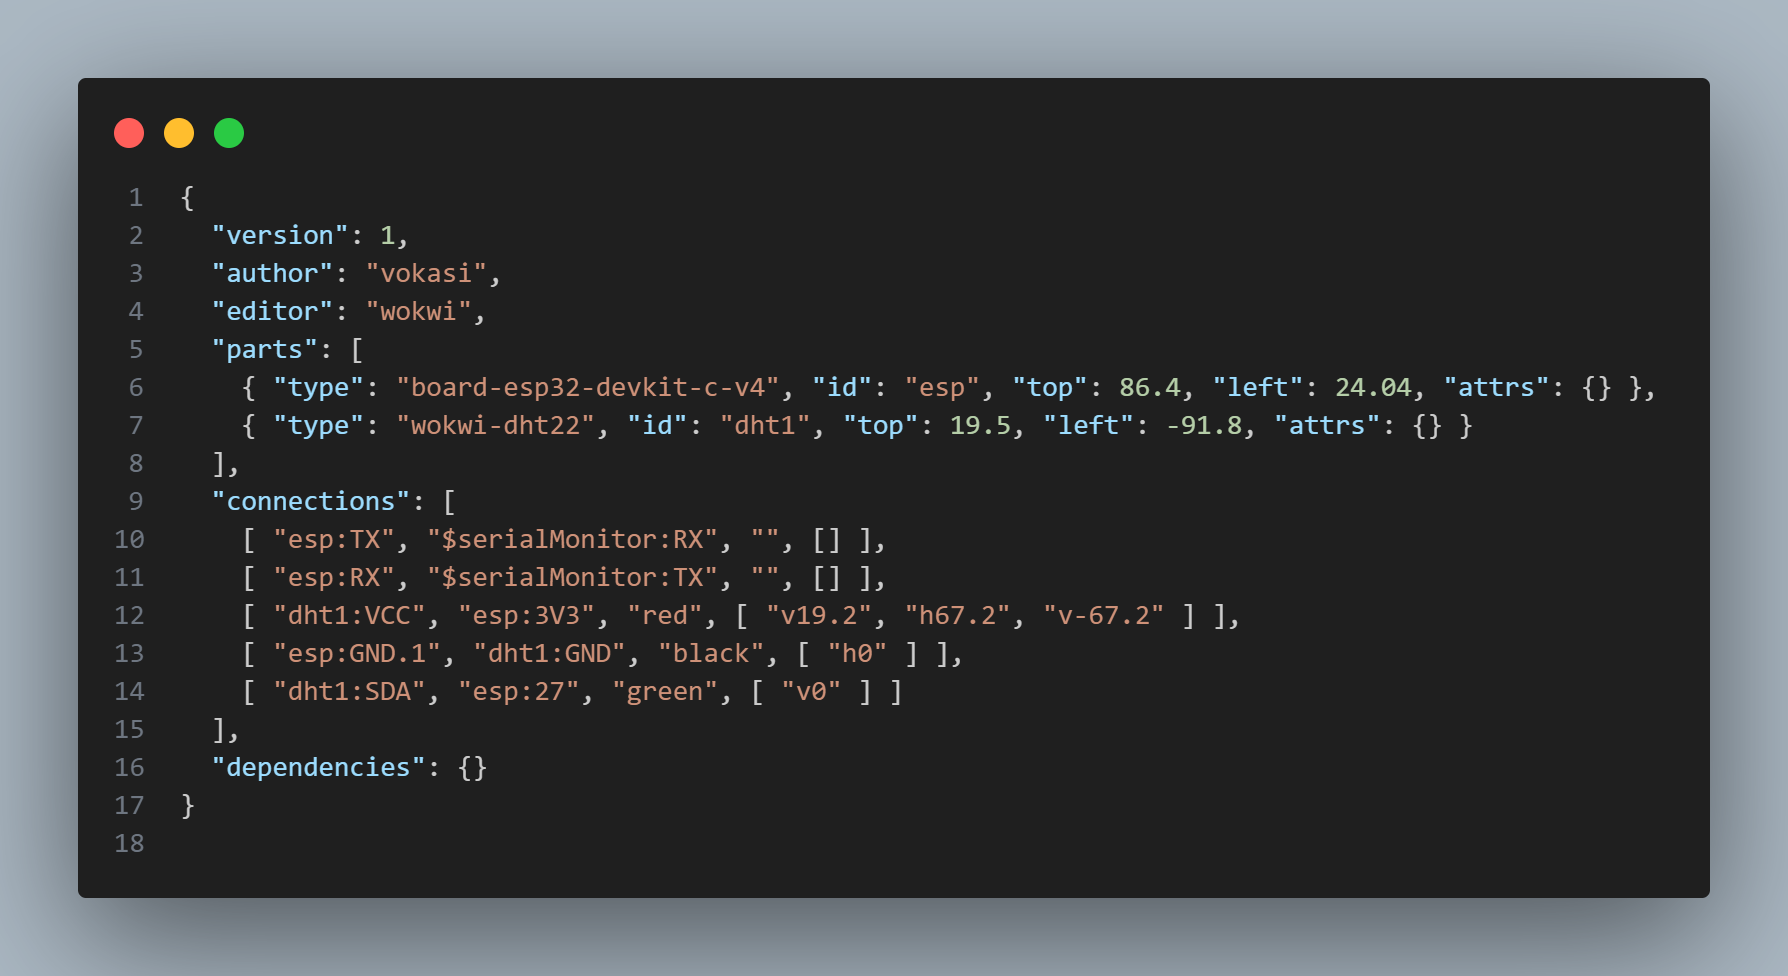 1 {
2   "version": 1,
3   "author": "vokasi",
4   "editor": "wokwi",
5   "parts": [
6     { "type": "board-esp32-devkit-c-v4", "id": "esp", "top": 86.4, "left": 24.04, "attrs": {} },
7     { "type": "wokwi-dht22", "id": "dht1", "top": 19.5, "left": -91.8, "attrs": {} }
8   ],
9   "connections": [
10     [ "esp:TX", "$serialMonitor:RX", "", [] ],
11     [ "esp:RX", "$serialMonitor:TX", "", [] ],
12     [ "dht1:VCC", "esp:3V3", "red", [ "v19.2", "h67.2", "v-67.2" ] ],
13     [ "esp:GND.1", "dht1:GND", "black", [ "h0" ] ],
14     [ "dht1:SDA", "esp:27", "green", [ "v0" ] ]
15   ],
16   "dependencies": {}
17 }
18